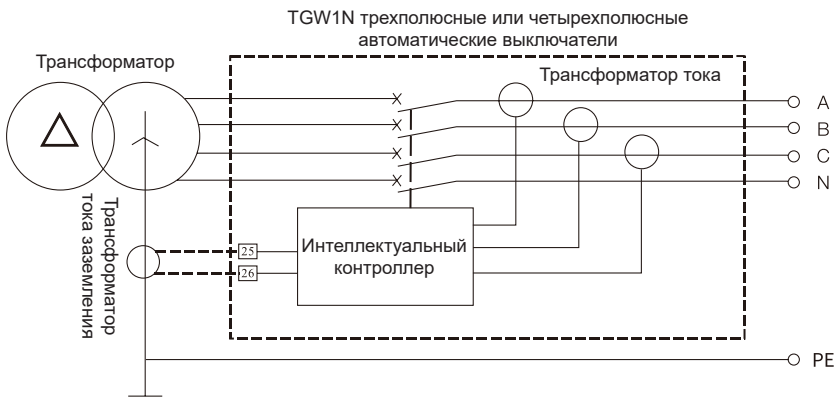 TGW1N трехполюсные или четырехполюсные
автоматические выключатели
Трансформатор
Трансформатор тока
A
B
C
N
Трансформатор
тока заземления
25
26
Интеллектуальный
контроллер
PE